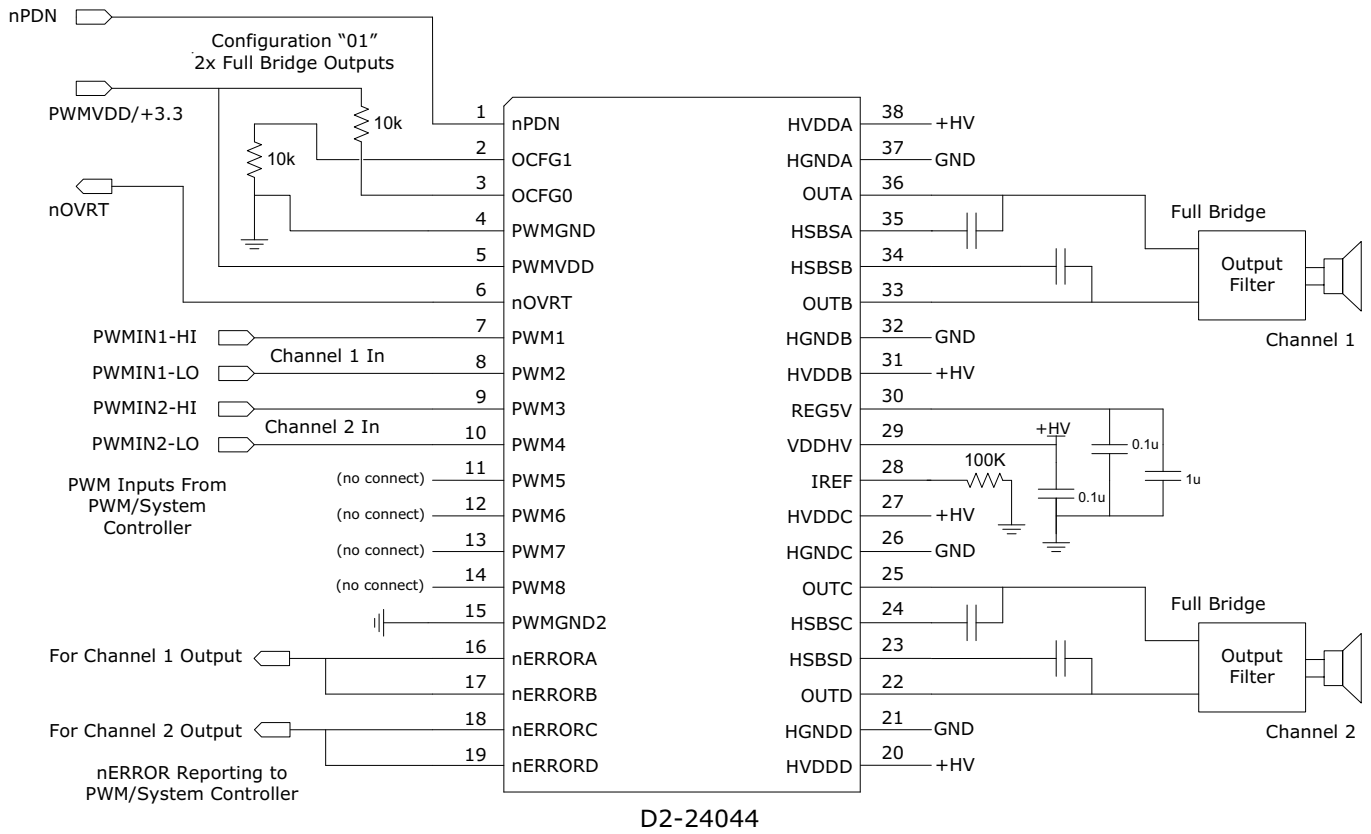 nPDN
Configuration “01”
2x Full Bridge Outputs
PWMVDD/+3.3
10k
10k
nOVRT
1 nPDN
2 OCFG1
3 OCFG0
4 PWMGND
5 PWMVDD
6 nOVRT
PWMIN1-HI 7 PWM1
Channel 1 In
PWMIN1-LO 8 PWM2
PWMIN2-HI 9 PWM3
Channel 2 In
PWMIN2-LO 10 PWM4
PWM Inputs From
PWM/System
Controller
(no connect) 11 PWM5
(no connect) 12 PWM6
(no connect) 13 PWM7
(no connect) 14 PWM8
15 PWMGND2
For Channel 1 Output 16 nERRORA
17 nERRORB
For Channel 2 Output 18 nERRORC
19 nERRORD
nERROR Reporting to
PWM/System Controller
HVDDA 38 +HV
HGNDA 37 GND
OUTA 36
HSBSA 35
HSBSB 34
OUTB 33
HGNDB 32 GND
HVDDB 31 +HV
REG5V 30
VDDHV 29
IREF 28
HVDDC 27 +HV
HGNDC 26 GND
OUTC 25
HSBSC 24
HSBSD 23
OUTD 22
HGNDD 21 GND
HVDDD 20 +HV
Full Bridge
Output
Filter
Channel 1
+HV
0.1u
100K
0.1u
1u
Full Bridge
Output
Filter
Channel 2
D2-24044